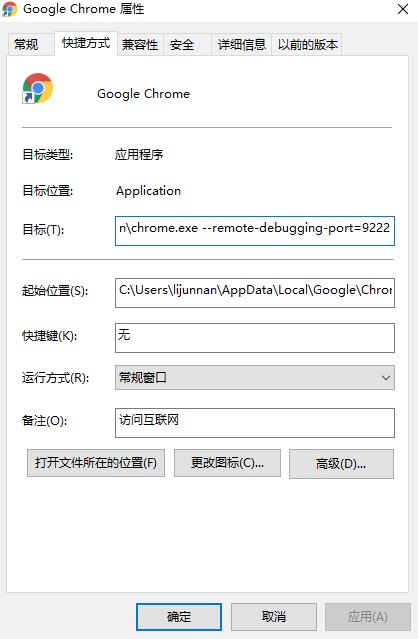 Google Chrome 属性
常规 快捷方式 兼容性 安全 详细信息 以前的版本
Google Chrome
目标类型: 应用程序
目标位置: Application
目标(T): n\chrome.exe --remote-debugging-port=9222
起始位置(S): C:\Users\lijunnan\AppData\Local\Google\Chron
快捷键(K): 无
运行方式(R): 常规窗口
备注(O): 访问互联网
打开文件所在的位置(F) 更改图标(C)... 高级(D)...
确定 取消 应用(A)